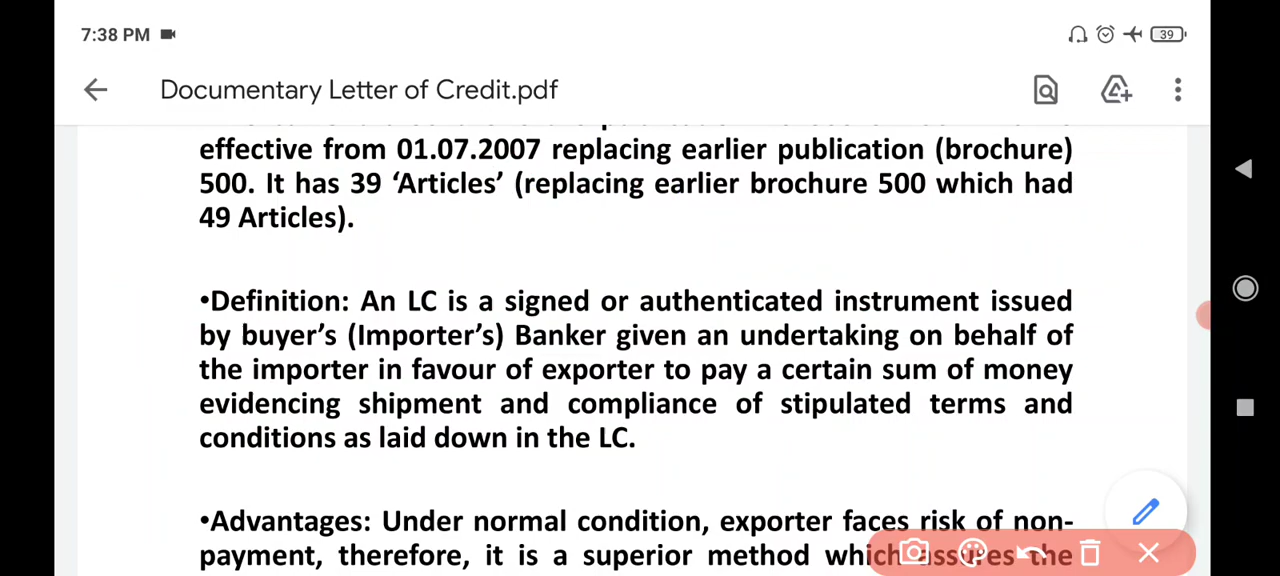 7:38 PM
39
Documentary Letter of Credit.pdf
effective from 01.07.2007 replacing earlier publication (brochure)
500. It has 39 ‘Articles’ (replacing earlier brochure 500 which had
49 Articles).
•Definition: An LC is a signed or authenticated instrument issued
by buyer’s (Importer’s) Banker given an undertaking on behalf of
the importer in favour of exporter to pay a certain sum of money
evidencing shipment and compliance of stipulated terms and
conditions as laid down in the LC.
•Advantages: Under normal condition, exporter faces risk of non-
payment, therefore, it is a superior method which assures the